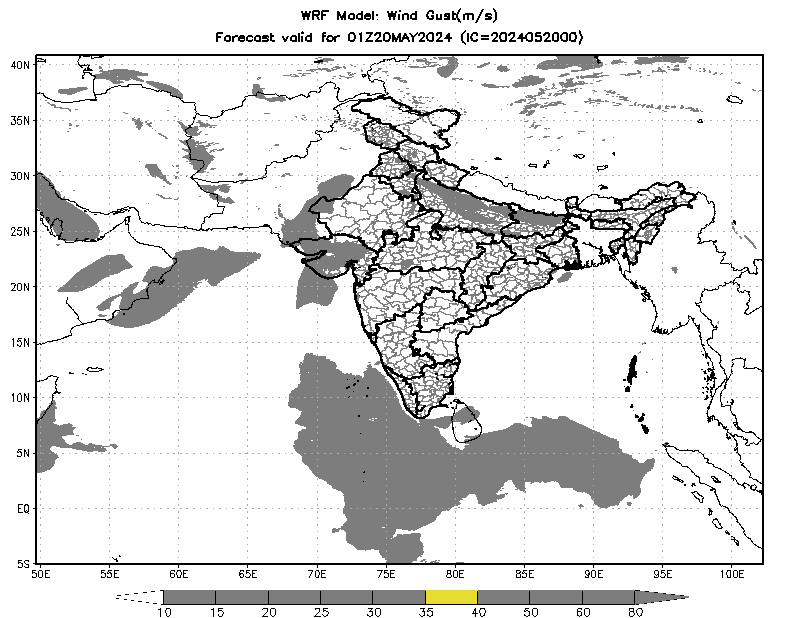 WRF Model: Wind Gust(m/s)
Forecast valid for 01Z20MAY2024 (IC=2024052000)
40N
35N
30N
25N
20N
15N
10N
5N
EQ
5S
50E 55E 60E 65E 70E 75E 80E 85E 90E 95E 100E
10 15 20 25 30 35 40 50 60 80